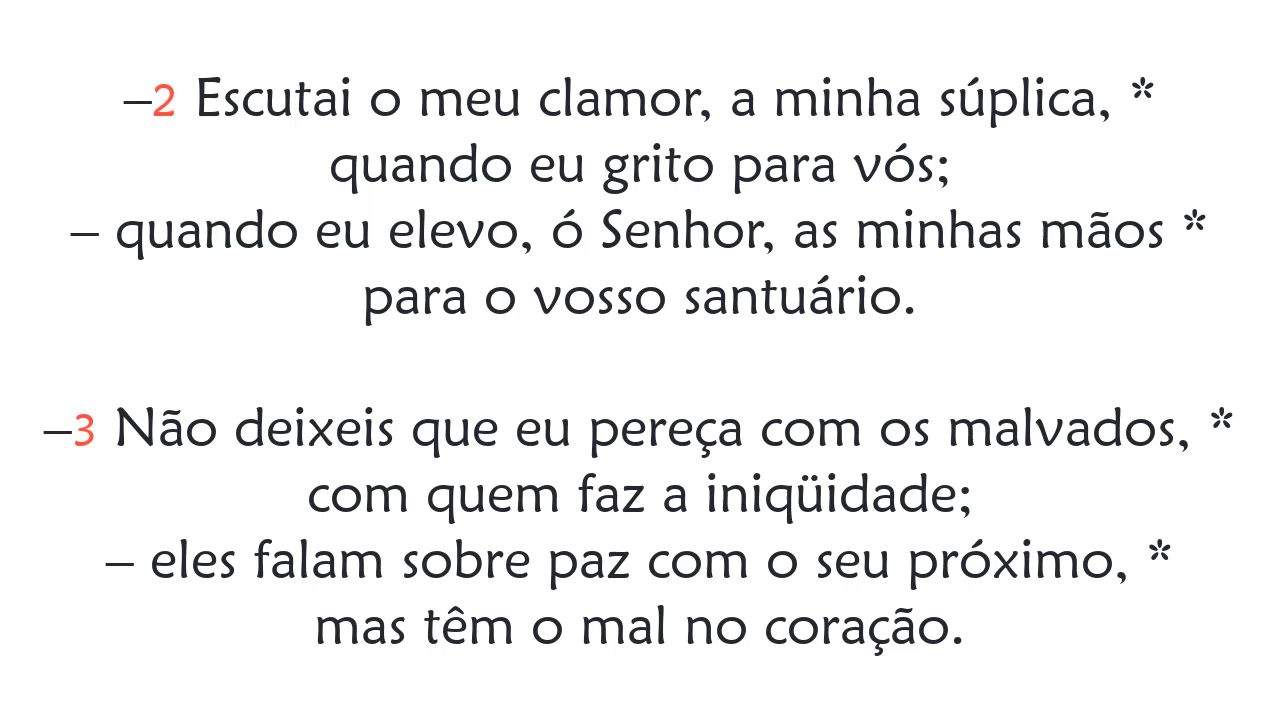 –2 Escutai o meu clamor, a minha súplica, *
quando eu grito para vós;
– quando eu elevo, ó Senhor, as minhas mãos *
para o vosso santuário.
–3 Não deixeis que eu pereça com os malvados, *
com quem faz a iniqüidade;
– eles falam sobre paz com o seu próximo, *
mas têm o mal no coração.